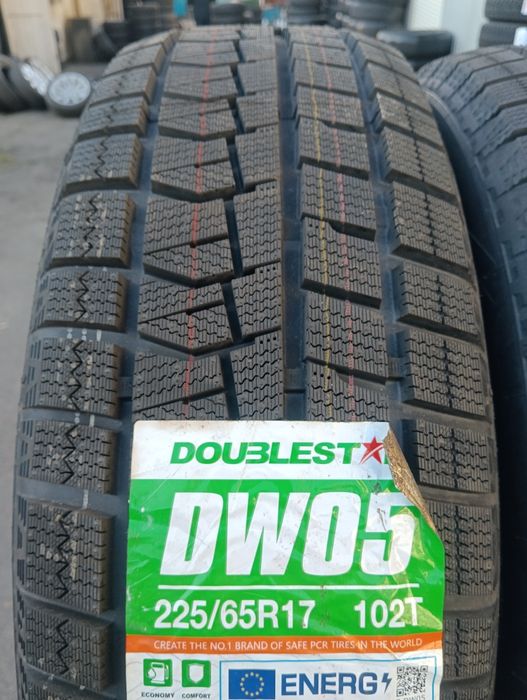 DOUBLEST★
DW05
225/65R17 102T
CREATE THE NO.1 BRAND OF SAFE PCR TIRES IN THE WORLD
ECONOMY COMFORT
ENERG